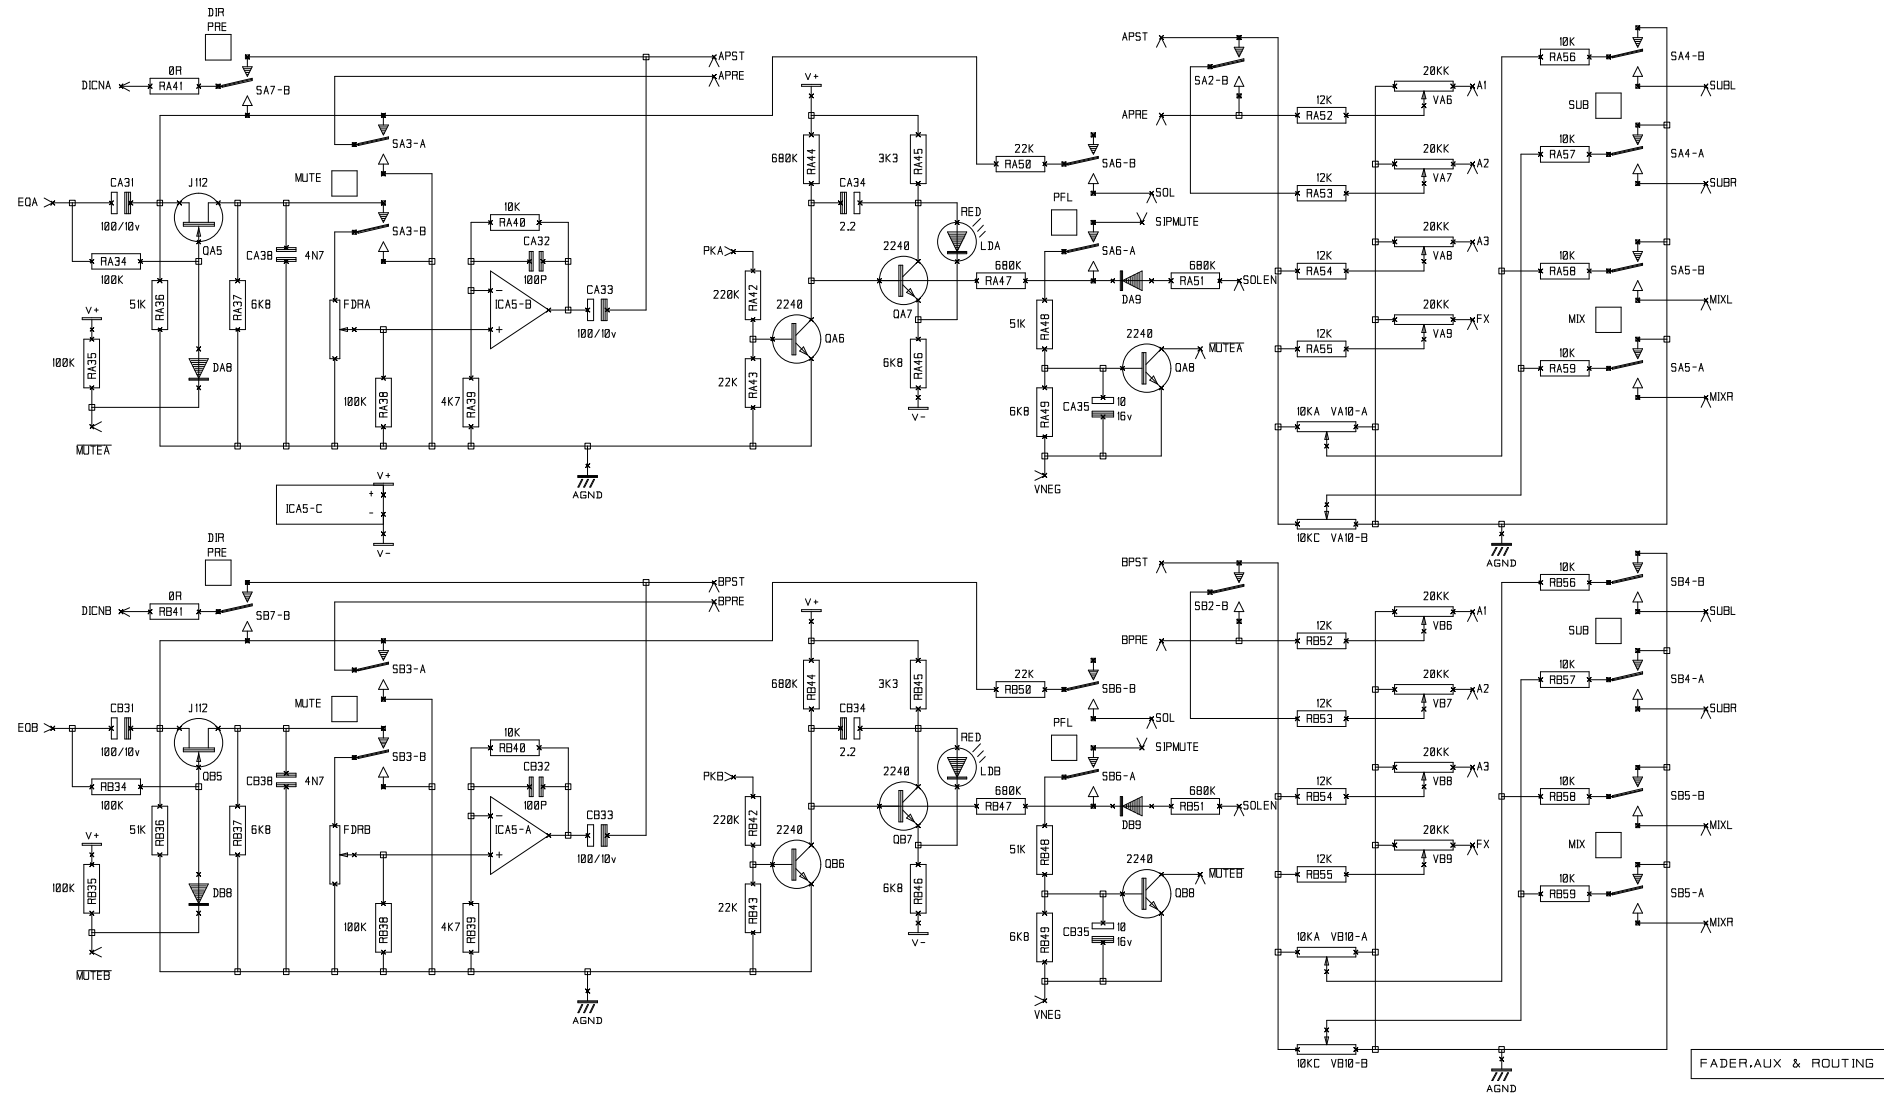 DIR
PRE
DICNA
0R
RA41
SA7-B
APST
APRE
SA3-A
MUTE
EQA
CA31
100/10v
J112
QA5
RA34
100K
51K
RA36
RA37
6K8
CA38
4N7
SA3-B
FDRA
V+
100K
RA35
DA8
MUTEA
100K
RA38
4K7
RA39
10K
RA40
CA32
100P
-
+
ICA5-B
CA33
100/10v
AGND
V+
680K
RA44
3K3
RA45
CA34
2.2
RED
LDA
PKA
220K
RA42
2240
QA6
22K
RA43
2240
QA7
6K8
RA46
V-
22K
RA50
SA6-B
SOL
PFL
SIPMUTE
SA6-A
680K
RA47
DA9
680K
RA51
SOLEN
51K
RA48
2240
MUTEA
QA8
CA35
10
16v
6K8
RA49
VNEG
APST
SA2-B
APRE
12K
RA52
20KK
VA6
A1
12K
RA53
20KK
VA7
A2
12K
RA54
20KK
VA8
A3
12K
RA55
20KK
VA9
FX
10KA VA10-A
10KC VA10-B
AGND
10K
RA56
SA4-B
SUBL
SUB
10K
RA57
SA4-A
SUBR
10K
RA58
SA5-B
MIXL
MIX
10K
RA59
SA5-A
MIXR
V+
+
-
ICA5-C
V-
DIR
PRE
DICNB
0R
RB41
SB7-B
BPST
BPRE
SB3-A
MUTE
EQB
CB31
100/10v
J112
QB5
RB34
100K
51K
RB36
RB37
6K8
CB38
4N7
SB3-B
FDRB
V+
100K
RB35
DB8
MUTEB
100K
RB38
4K7
RB39
10K
RB40
CB32
100P
-
+
ICA5-A
CB33
100/10v
AGND
V+
680K
RB44
3K3
RB45
CB34
2.2
RED
LDB
PKB
220K
RB42
2240
QB6
22K
RB43
2240
QB7
6K8
RB46
V-
22K
RB50
SB6-B
SOL
PFL
SIPMUTE
SB6-A
680K
RB47
DB9
680K
RB51
SOLEN
51K
RB48
2240
MUTEB
QB8
CB35
10
16v
6K8
RB49
VNEG
BPST
SB2-B
BPRE
12K
RB52
20KK
VB6
A1
12K
RB53
20KK
VB7
A2
12K
RB54
20KK
VB8
A3
12K
RB55
20KK
VB9
FX
10KA VB10-A
10KC VB10-B
AGND
10K
RB56
SB4-B
SUBL
SUB
10K
RB57
SB4-A
SUBR
10K
RB58
SB5-B
MIXL
MIX
10K
RB59
SB5-A
MIXR
FADER,AUX & ROUTING